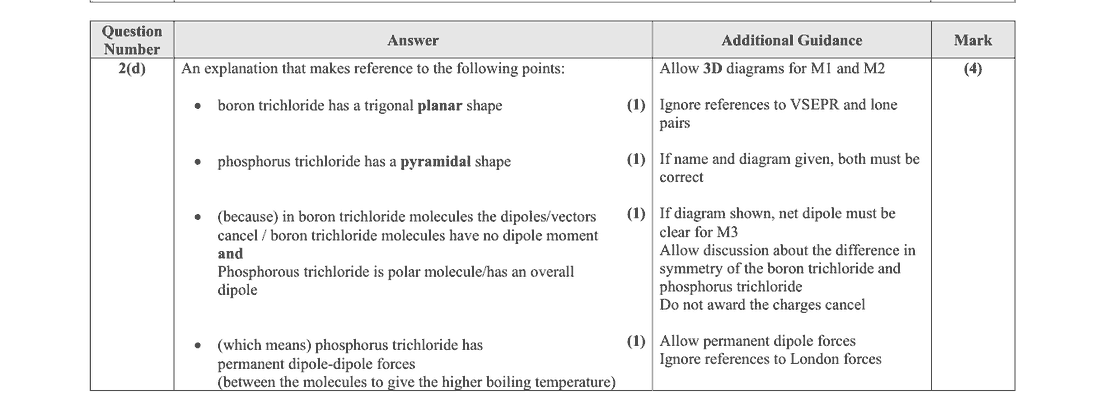 Question
Number
Answer
Additional Guidance
Mark
2(d)
An explanation that makes reference to the following points:
Allow 3D diagrams for M1 and M2
(4)
• boron trichloride has a trigonal planar shape
(1)
Ignore references to VSEPR and lone
pairs
• phosphorus trichloride has a pyramidal shape
(1)
If name and diagram given, both must be
correct
• (because) in boron trichloride molecules the dipoles/vectors
cancel / boron trichloride molecules have no dipole moment
and
Phosphorous trichloride is polar molecule/has an overall
dipole
(1)
If diagram shown, net dipole must be
clear for M3
Allow discussion about the difference in
symmetry of the boron trichloride and
phosphorus trichloride
Do not award the charges cancel
• (which means) phosphorus trichloride has
permanent dipole-dipole forces
(between the molecules to give the higher boiling temperature)
(1)
Allow permanent dipole forces
Ignore references to London forces